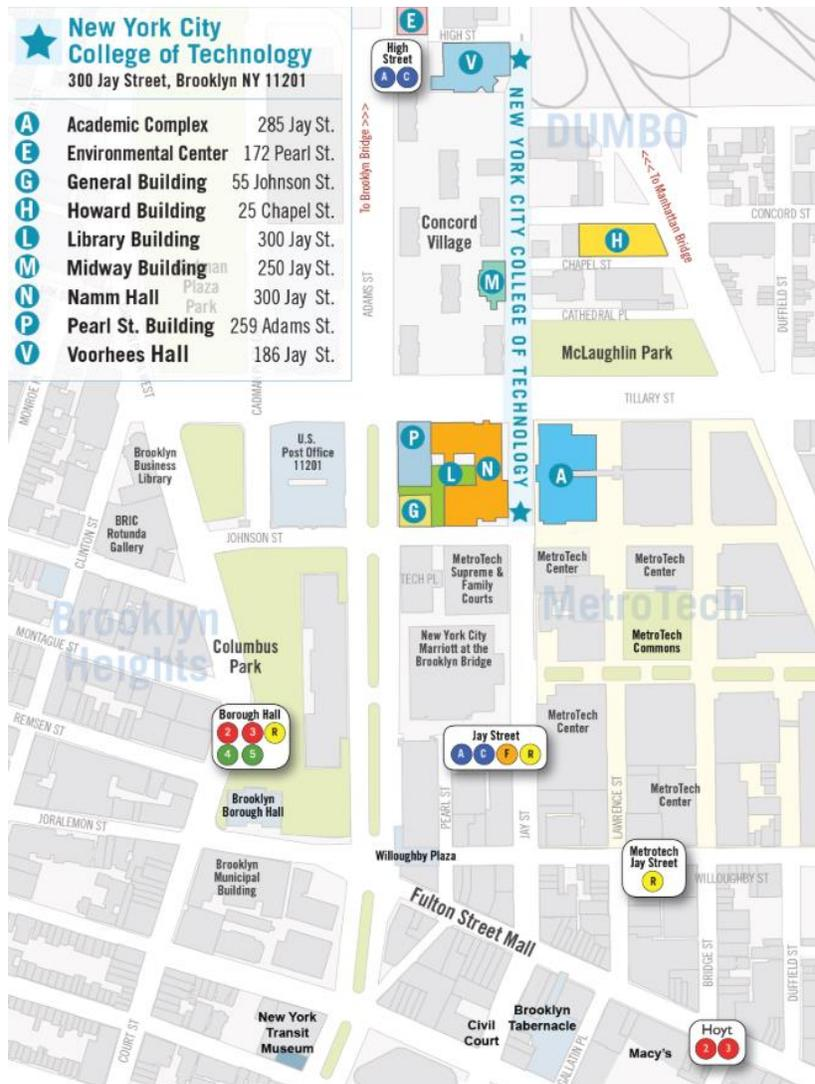 New York City
College of Technology
300 Jay Street, Brooklyn NY 11201
A Academic Complex 285 Jay St.
E Environmental Center 172 Pearl St.
G General Building 55 Johnson St.
H Howard Building 25 Chapel St.
L Library Building 300 Jay St.
M Midway Building 250 Jay St.
N Namm Hall 300 Jay St.
P Pearl St. Building 259 Adams St.
V Voorhees Hall 186 Jay St.
Plaza
Park
E
HIGH ST
High
Street
A C
V
NEW YORK CITY COLLEGE OF TECHNOLOGY
DUMBO
To Brooklyn Bridge >>>
<<< To Manhattan Bridge
Concord
Village
CONCORD ST
H
CHAPEL ST
M
ADAMS ST
CATHEDRAL PL
DUFFIELD ST
McLaughlin Park
TILLARY ST
MONROE
CADMAN
WEST
P
L
N
A
G
U.S.
Post Office
11201
Brooklyn
Business
Library
BRIC
Rotunda
Gallery
CLINTON ST
JOHNSON ST
TECH PL
MetroTech
Supreme &
Family
Courts
MetroTech
Center
MetroTech
Center
MetroTech
Brooklyn
Heights
MONTAGUE ST
Columbus
Park
New York City
Marriott at the
Brooklyn Bridge
MetroTech
Commons
REMSEN ST
Borough Hall
2 3 R
4 5
Jay Street
A C F R
MetroTech
Center
Brooklyn
Borough Hall
PEARL ST
JAY ST
LAWRENCE ST
MetroTech
Center
JORALEMON ST
Willoughby Plaza
Metrotech
Jay Street
R
WILLOUGHBY ST
Brooklyn
Municipal
Building
Fulton Street Mall
BRIDGE ST
DUFFIELD ST
New York
Transit
Museum
COURT ST
Civil
Court
Brooklyn
Tabernacle
GALLATIN PL
Macy's
Hoyt
2 3